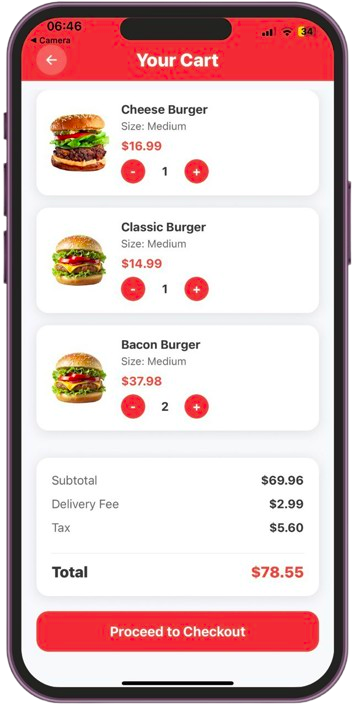 06:46
34
◀ Camera
Your Cart
Cheese Burger
Size: Medium
$16.99
- 1 +
Classic Burger
Size: Medium
$14.99
- 1 +
Bacon Burger
Size: Medium
$37.98
- 2 +
Subtotal $69.96
Delivery Fee $2.99
Tax $5.60
Total $78.55
Proceed to Checkout